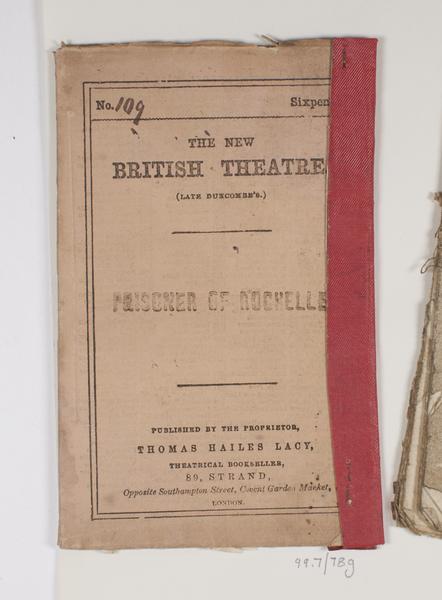 No. 109 Sixpen
THE NEW
BRITISH THEATRE
(LATE DUNCOMBE'S.)
PRISONER OF ROCHELLE
PUBLISHED BY THE PROPRIETOR,
THOMAS HAILES LACY,
THEATRICAL BOOKSELLER,
89, STRAND,
Opposite Southampton Street, Covent Garden Market,
LONDON.
99.7/78g